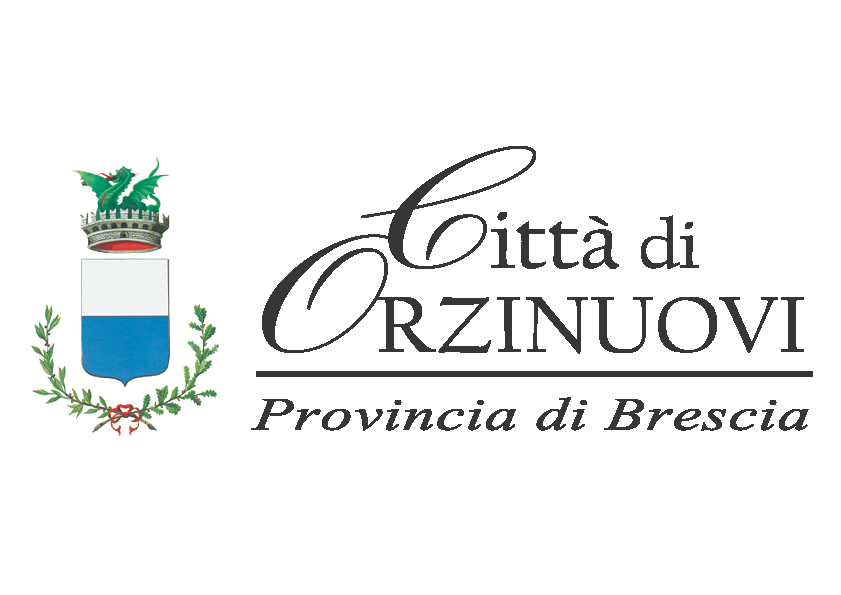 Città di
ORZINUOVI
Provincia di Brescia